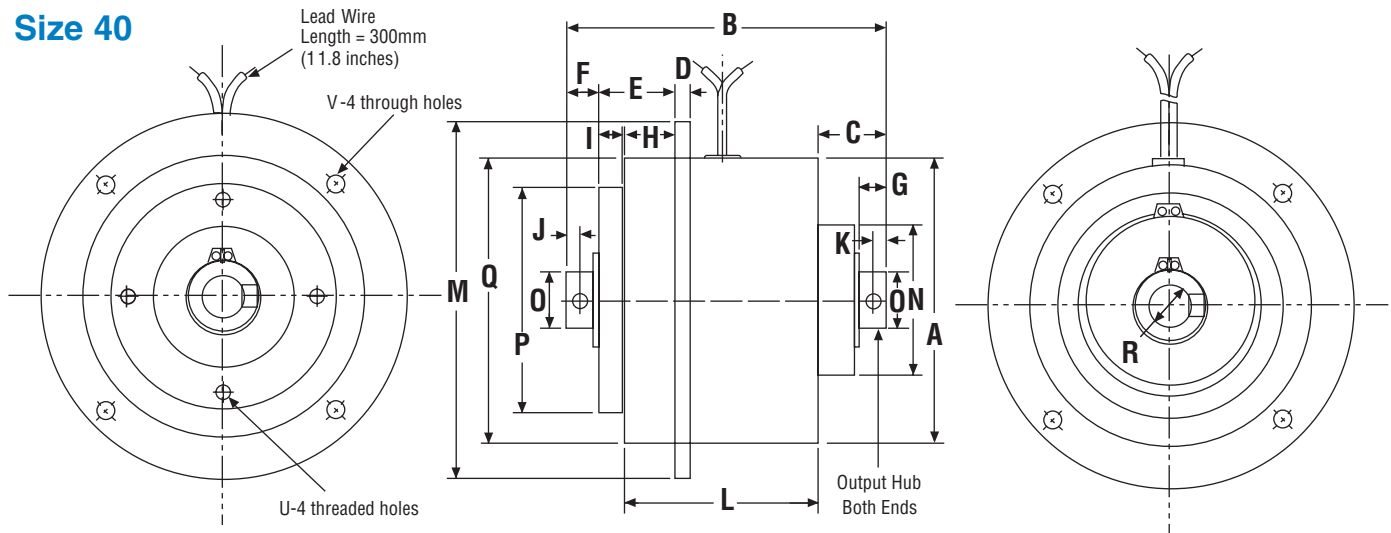 Size 40
Lead Wire
Length = 300mm
(11.8 inches)
V-4 through holes
U-4 threaded holes
B
D
F
E
I
H
C
G
J
K
M
Q
O
P
O
N
A
L
Output Hub
Both Ends
R